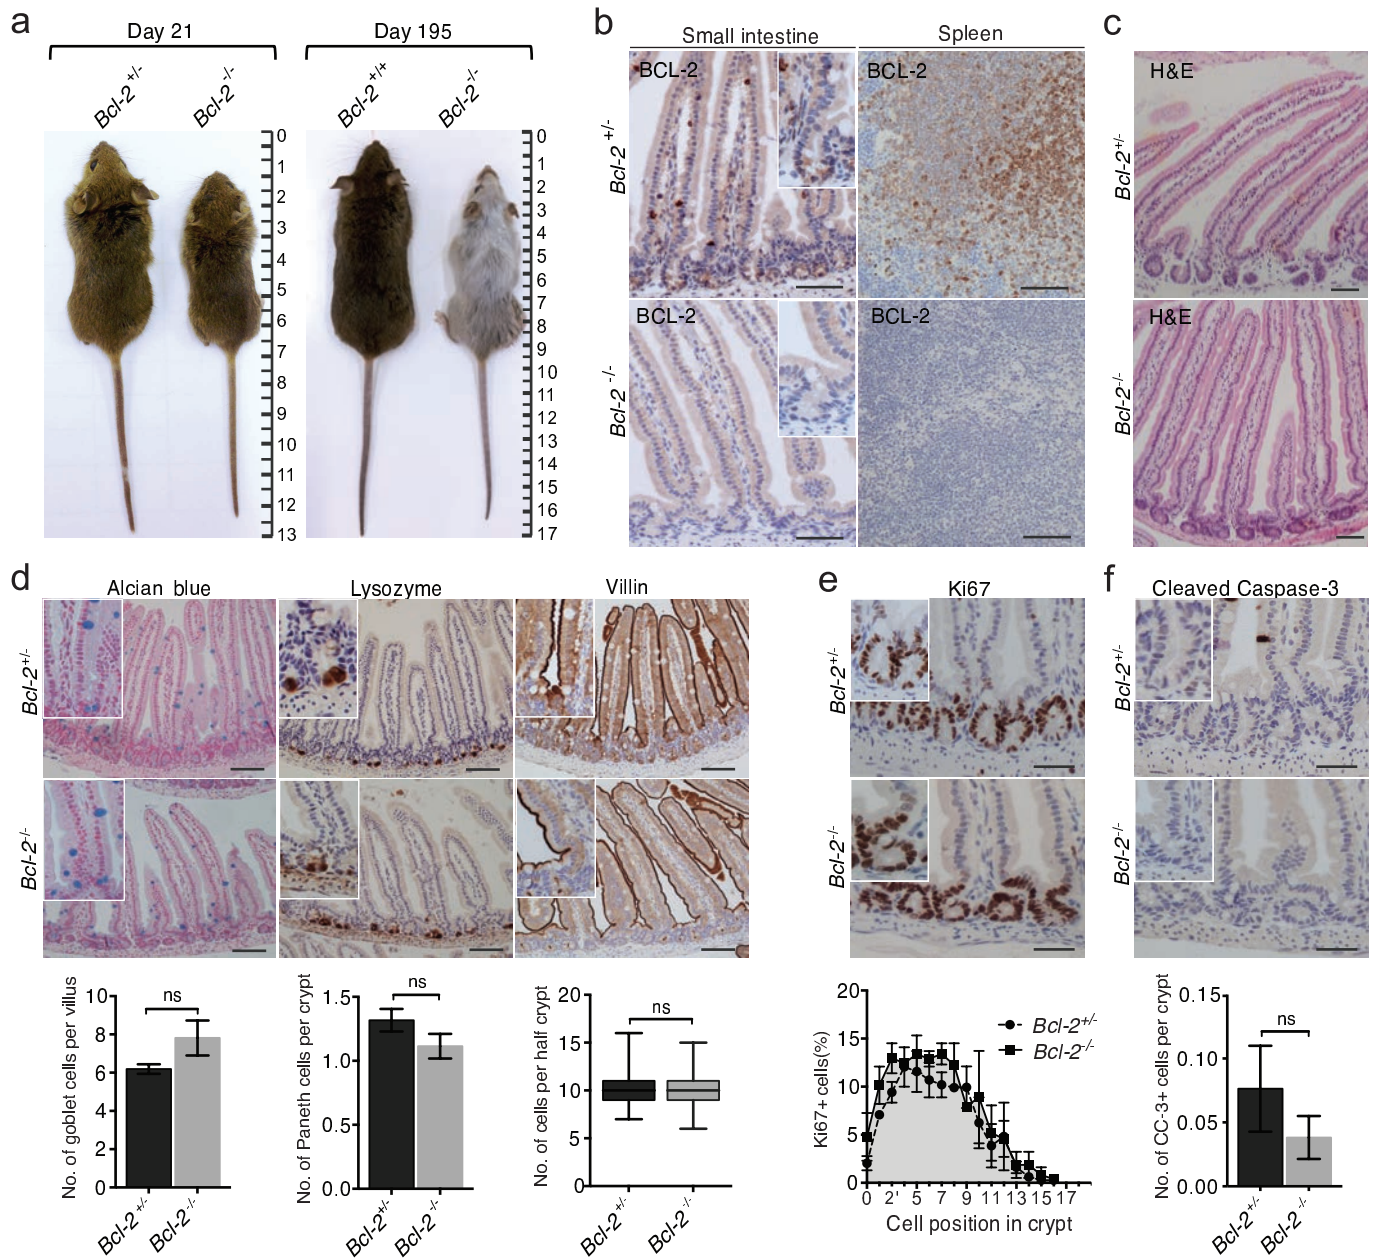 a
Day 21
Day 195
Bcl-2+/-
Bcl-2-/-
Bcl-2+/+
Bcl-2-/-
0
1
2
3
4
5
6
7
8
9
10
11
12
13
0
1
2
3
4
5
6
7
8
9
10
11
12
13
14
15
16
17
b
Small intestine
Spleen
Bcl-2+/-
BCL-2
BCL-2
Bcl-2-/-
BCL-2
BCL-2
c
Bcl-2+/-
H&E
Bcl-2-/-
H&E
d
Alcian blue
Lysozyme
Villin
Bcl-2+/-
Bcl-2-/-
No. of goblet cells per villus
10
8
6
4
2
0
ns
Bcl-2+/-
Bcl-2-/-
No. of Paneth cells per crypt
1.5
1.0
0.5
0.0
ns
Bcl-2+/-
Bcl-2-/-
No. of cells per half crypt
20
15
10
5
0
ns
Bcl-2+/-
Bcl-2-/-
e
Ki67
Bcl-2+/-
Bcl-2-/-
Ki67+ cells(%)
20
15
10
5
0
Bcl-2+/-
Bcl-2-/-
0 2' 5 7 9 11 13 15 17
Cell position in crypt
f
Cleaved Caspase-3
Bcl-2+/-
Bcl-2-/-
No. of CC-3+ cells per crypt
0.15
0.10
0.05
0.00
ns
Bcl-2+/-
Bcl-2-/-